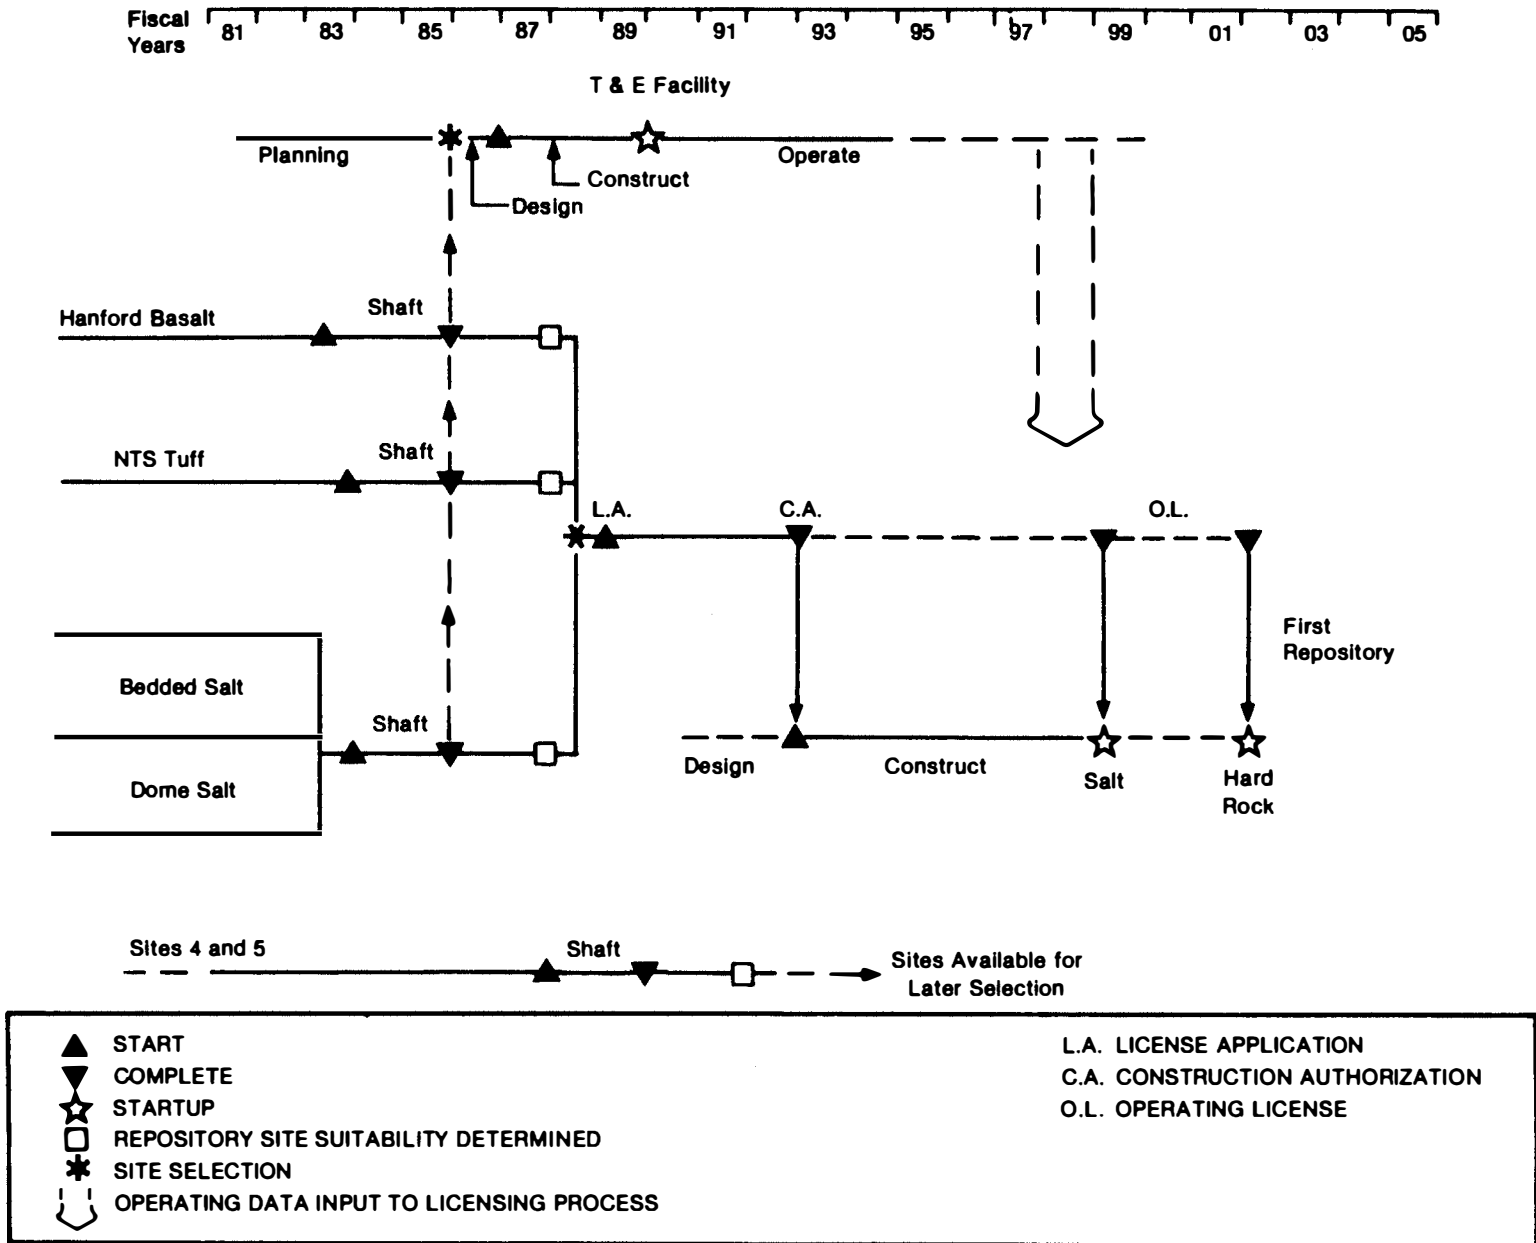 Fiscal
Years
81 83 85 87 89 91 93 95 97 99 01 03 05
T & E Facility
Planning
Operate
Construct
Design
Hanford Basalt
Shaft
NTS Tuff
Shaft
L.A.
C.A.
O.L.
First
Repository
Bedded Salt
Shaft
Dome Salt
Design
Construct
Salt
Hard
Rock
Sites 4 and 5
Shaft
Sites Available for
Later Selection
START
COMPLETE
STARTUP
REPOSITORY SITE SUITABILITY DETERMINED
SITE SELECTION
OPERATING DATA INPUT TO LICENSING PROCESS
L.A. LICENSE APPLICATION
C.A. CONSTRUCTION AUTHORIZATION
O.L. OPERATING LICENSE